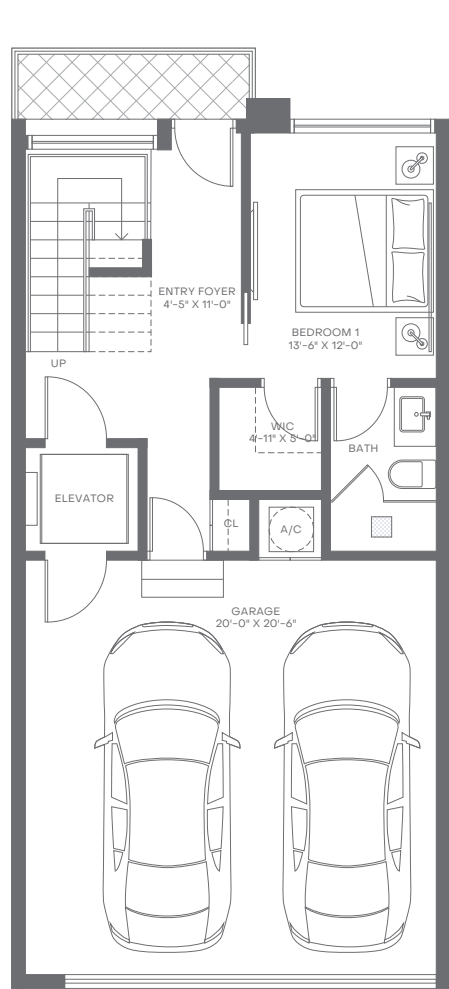 ENTRY FOYER
4'-5" X 11'-0"
BEDROOM 1
13'-6" X 12'-0"
UP
WIC
4'-11" X 5'-0"
BATH
ELEVATOR
CL
A/C
GARAGE
20'-0" X 20'-6"